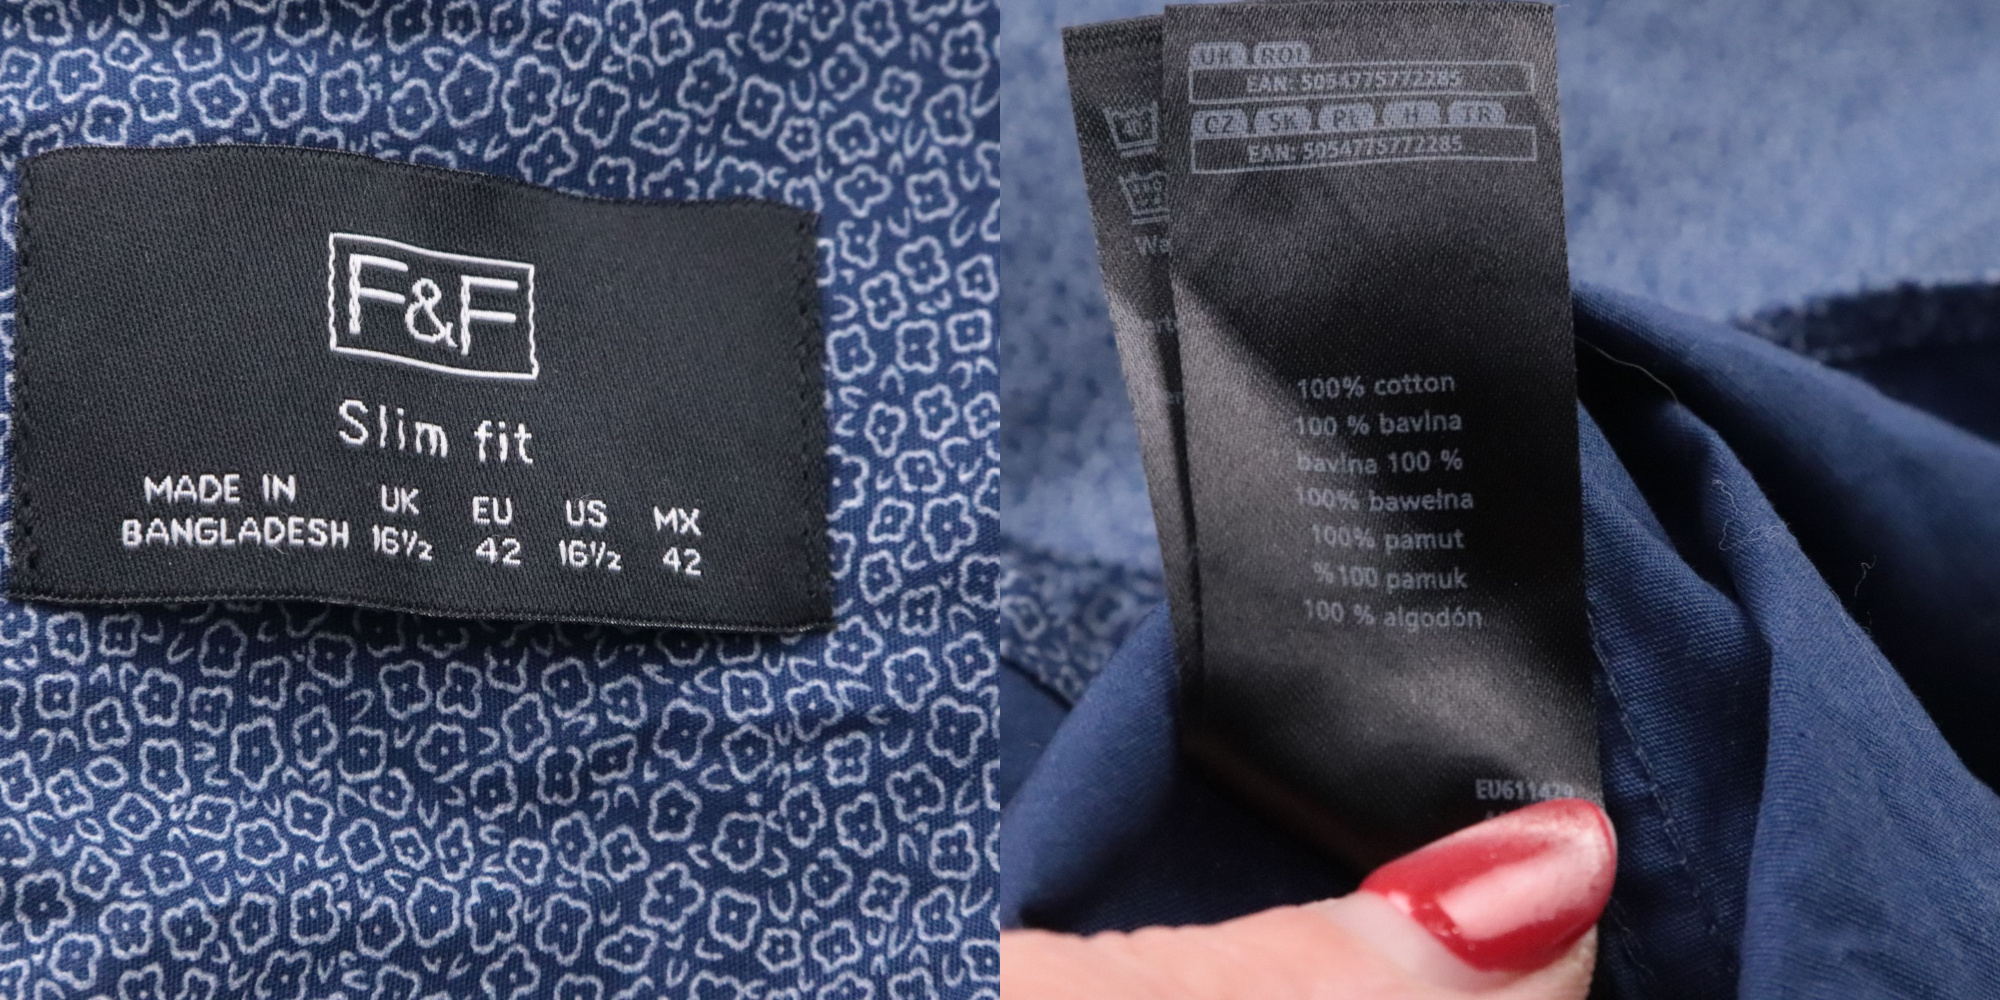 F&F
Slim fit
MADE IN BANGLADESH
UK EU US MX
16½ 42 16½ 42
UK ROI
EAN: 5054775772285
CZ SK PL H TR
EAN: 5054775772285
100% cotton
100 % bavlna
bavlna 100 %
100% bawełna
100% pamut
%100 pamuk
100 % algodón